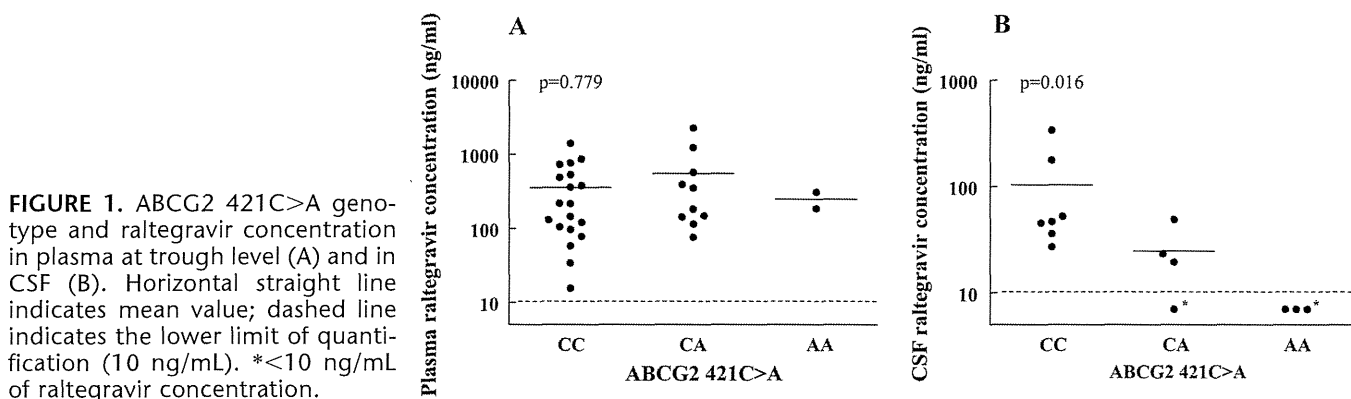 FIGURE 1. ABCG2 421C>A geno-
type and raltegravir concentration
in plasma at trough level (A) and in
CSF (B). Horizontal straight line
indicates mean value; dashed line
indicates the lower limit of quanti-
fication (10 ng/mL). *<10 ng/mL
of raltegravir concentration.
A
Plasma raltegravir concentration (ng/ml)
10000
1000
100
10
p=0.779
CC CA AA
ABCG2 421C>A
B
CSF raltegravir concentration (ng/ml)
1000
100
10
p=0.016
*
*
CC CA AA
ABCG2 421C>A